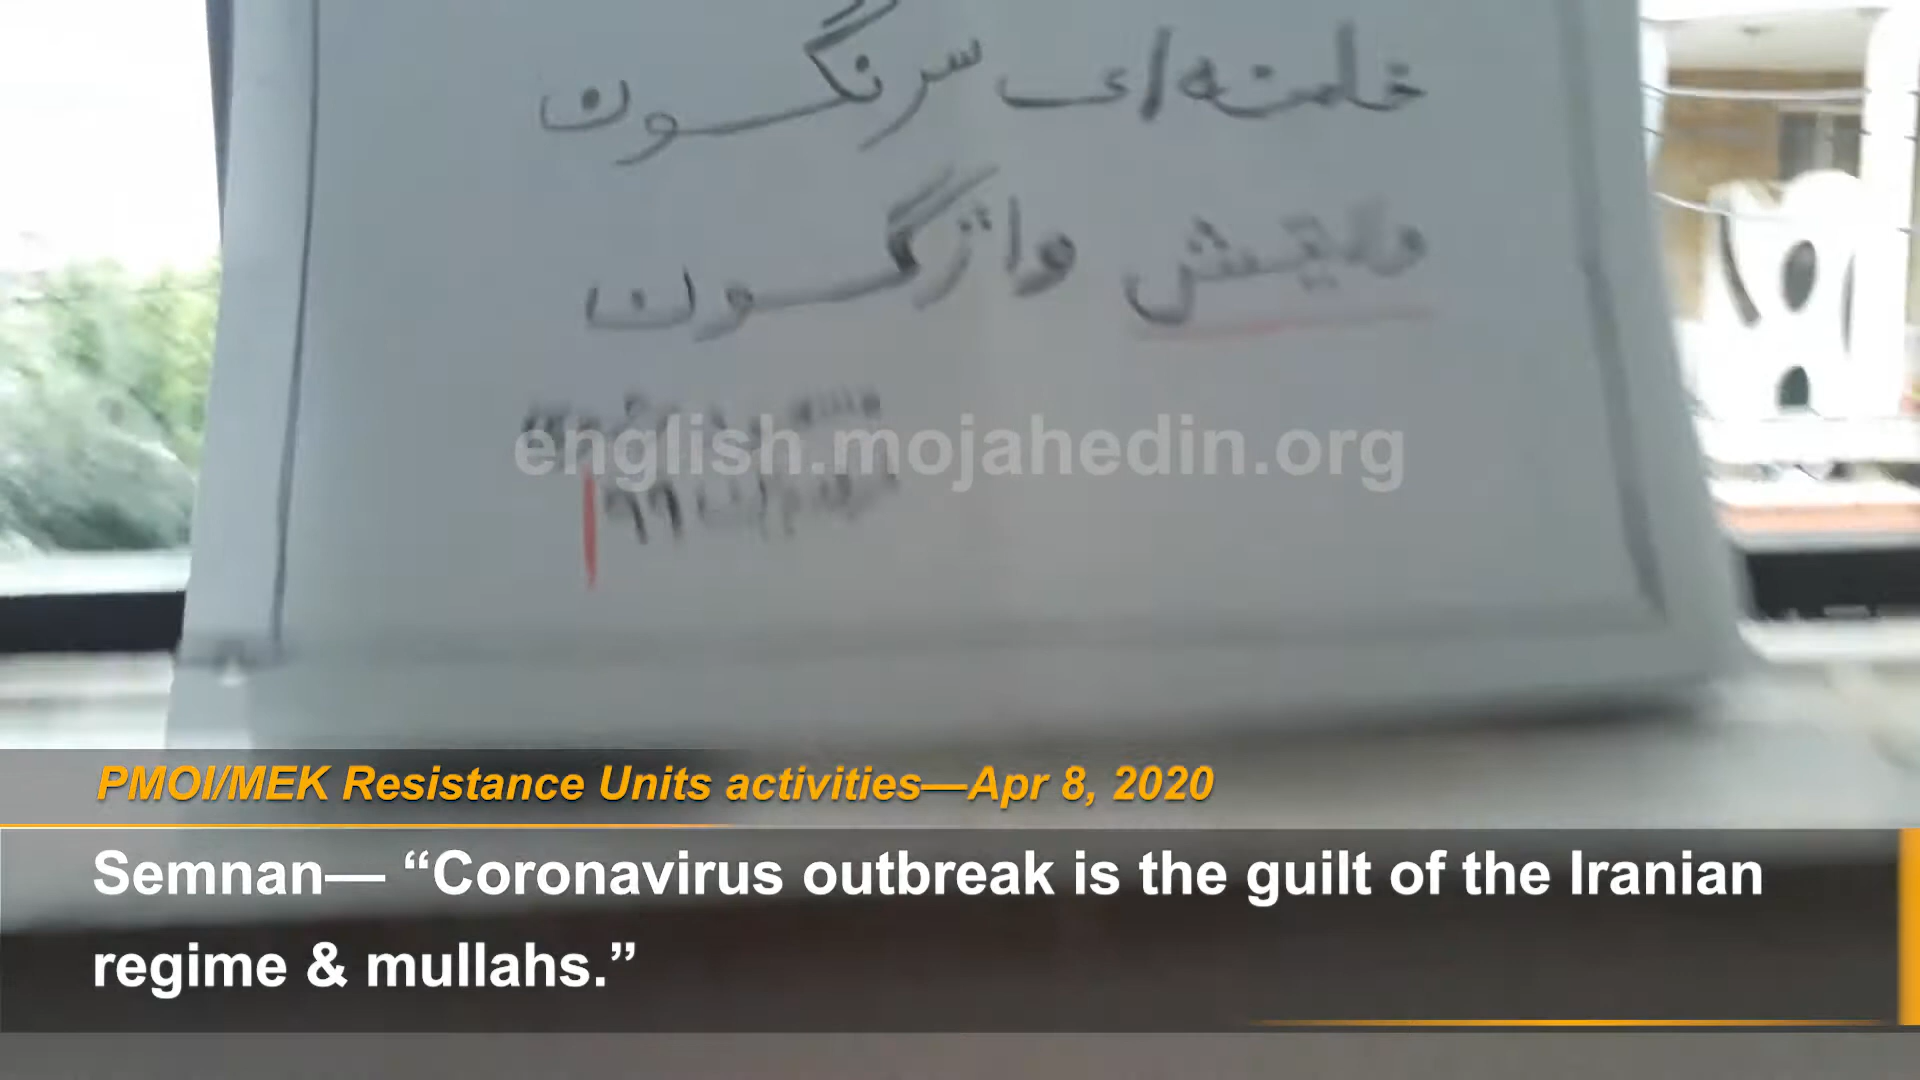 خامنه ای سرنگون
واژگون
english.mojahedin.org
۹۹
PMOI/MEK Resistance Units activities—Apr 8, 2020
Semnan— “Coronavirus outbreak is the guilt of the Iranian
regime & mullahs.”